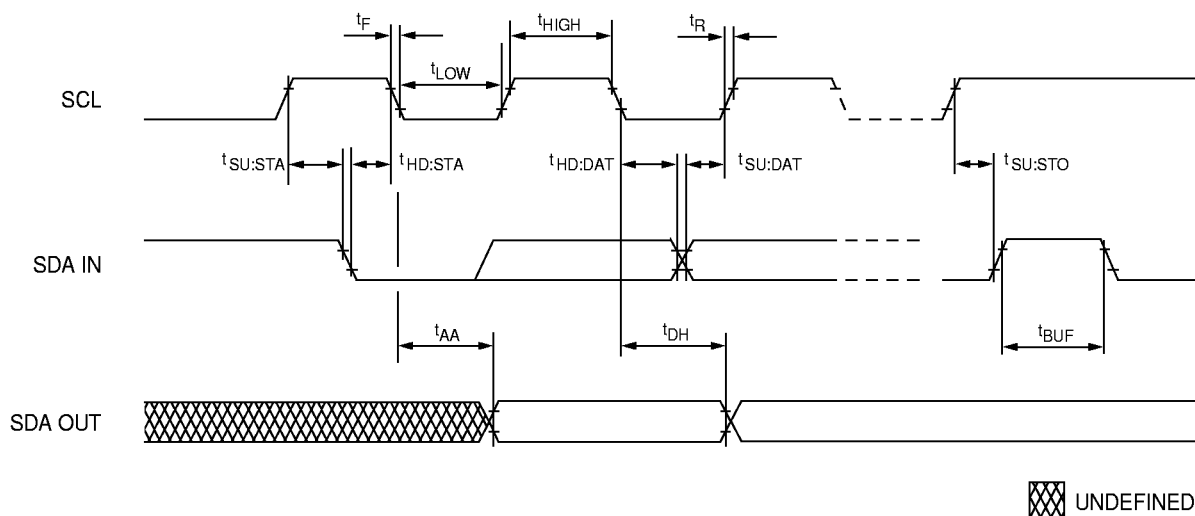 tF
tHIGH
tR
tLOW
SCL
tSU:STA
tHD:STA
tHD:DAT
tSU:DAT
tSU:STO
SDA IN
tAA
tDH
tBUF
SDA OUT
UNDEFINED